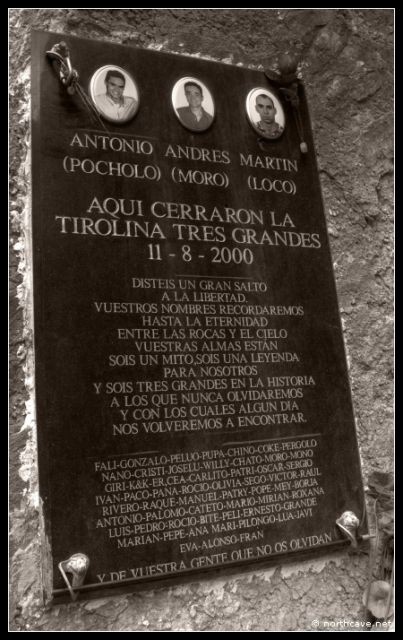 ANTONIO ANDRES MARTIN
(POCHOLO) (MORO) (LOCO)
AQUI CERRARON LA
TIROLINA TRES GRANDES
11 - 8 - 2000
DISTEIS UN GRAN SALTO
A LA LIBERTAD.
VUESTROS NOMBRES RECORDAREMOS
HASTA LA ETERNIDAD
ENTRE LAS ROCAS Y EL CIELO
VUESTRAS ALMAS ESTÁN
SOIS UN MITO,SOIS UNA LEYENDA
PARA NOSOTROS
Y SOIS TRES GRANDES EN LA HISTORIA
A LOS QUE NUNCA OLVIDAREMOS
Y CON LOS CUALES ALGUN DIA
NOS VOLVEREMOS A ENCONTRAR.
FALI-GONZALO-PELUO-PUPA-CHINO-COKE-PERGOLO
NANO-CRISTI-JOSELU-WILLY-CHATO-MORO-MONO
GIRI-K&K-ER,CEA-CARLITO-PATRI-OSCAR-SERGIO
IVAN-PACO-PANA-ROCIO-OLIVIA-SEGO-VICTOR-RAUL
RIVERO-RAQUE-MANUEL-PATRY-POPE-MEY-BORJA
ANTONIO-PALOMO-CATETO-MARIO-MIRIAN-ROXANA
LUIS-PEDRO-ROCIO-BITE-PELI-ERNESTO-GRANDE
MARIAN-PEPE-ANA MARI-PILONGO-LUA-JAVI
EVA-ALONSO-FRAN
Y DE VUESTRA GENTE QUE NO OS OLVIDAN
© northcave.net